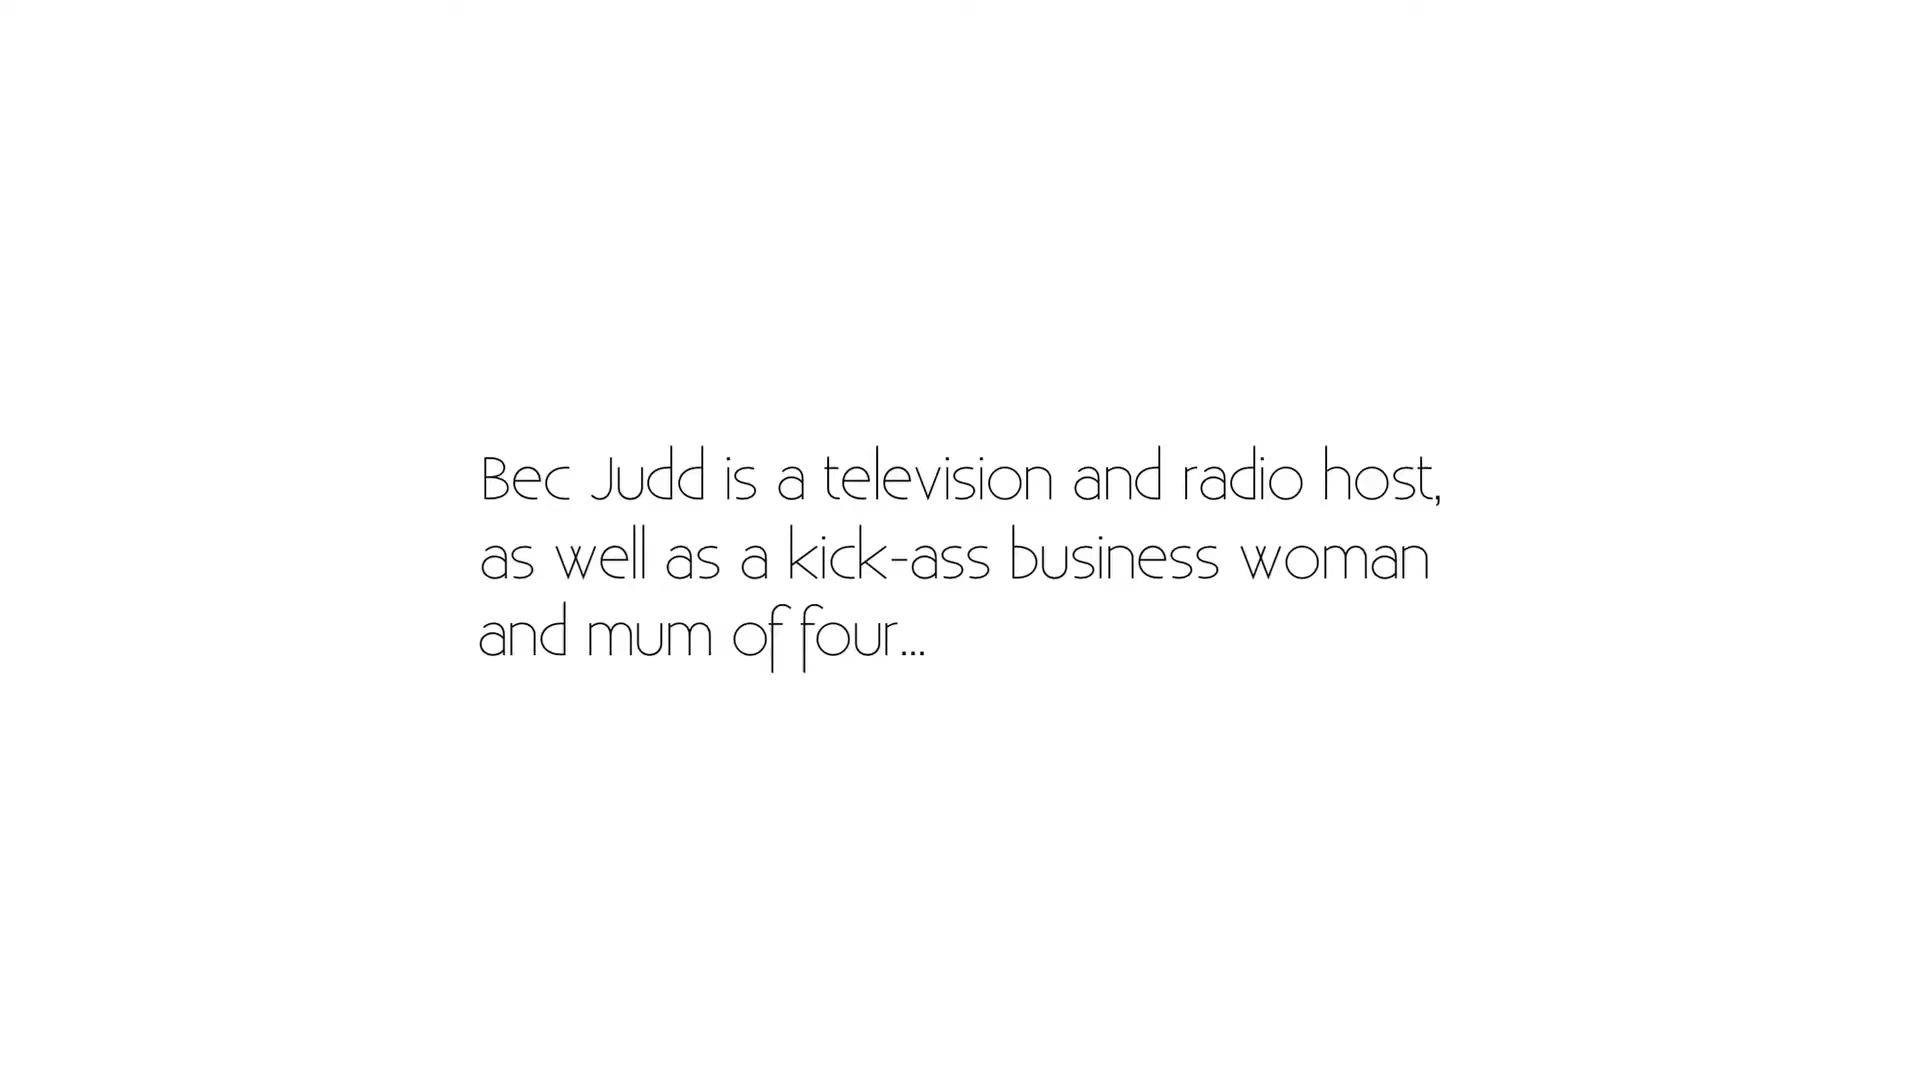 Bec Judd is a television and radio host,
as well as a kick-ass business woman
and mum of four...